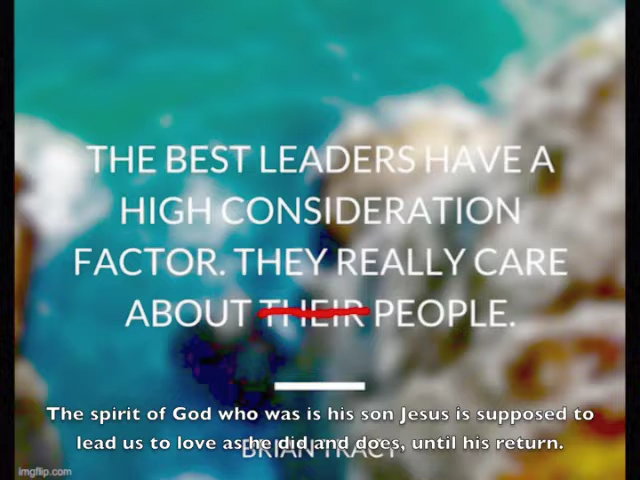 THE BEST LEADERS HAVE A
HIGH CONSIDERATION
FACTOR. THEY REALLY CARE
ABOUT THEIR PEOPLE.
The spirit of God who was is his son Jesus is supposed to
lead us to love as he did and does, until his return.
BRIAN TRACY
imgflip.com